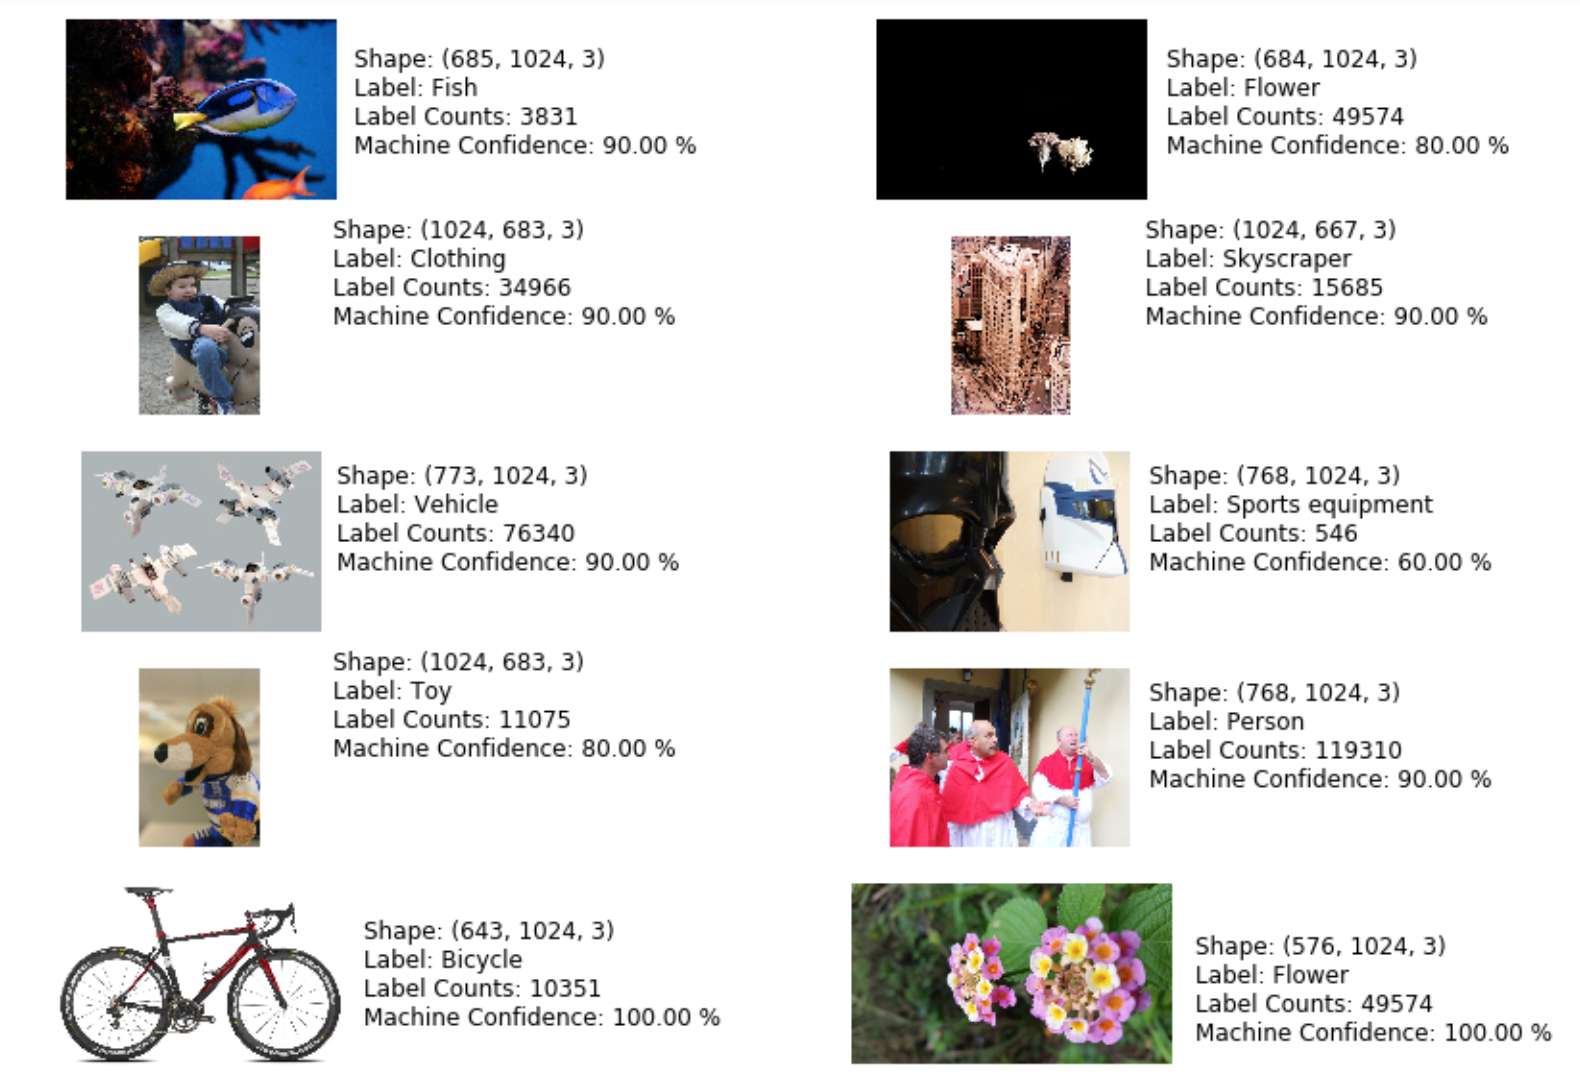 Shape: (685, 1024, 3)
Label: Fish
Label Counts: 3831
Machine Confidence: 90.00 %
Shape: (684, 1024, 3)
Label: Flower
Label Counts: 49574
Machine Confidence: 80.00 %
Shape: (1024, 683, 3)
Label: Clothing
Label Counts: 34966
Machine Confidence: 90.00 %
Shape: (1024, 667, 3)
Label: Skyscraper
Label Counts: 15685
Machine Confidence: 90.00 %
Shape: (773, 1024, 3)
Label: Vehicle
Label Counts: 76340
Machine Confidence: 90.00 %
Shape: (768, 1024, 3)
Label: Sports equipment
Label Counts: 546
Machine Confidence: 60.00 %
Shape: (1024, 683, 3)
Label: Toy
Label Counts: 11075
Machine Confidence: 80.00 %
Shape: (768, 1024, 3)
Label: Person
Label Counts: 119310
Machine Confidence: 90.00 %
Shape: (643, 1024, 3)
Label: Bicycle
Label Counts: 10351
Machine Confidence: 100.00 %
Shape: (576, 1024, 3)
Label: Flower
Label Counts: 49574
Machine Confidence: 100.00 %